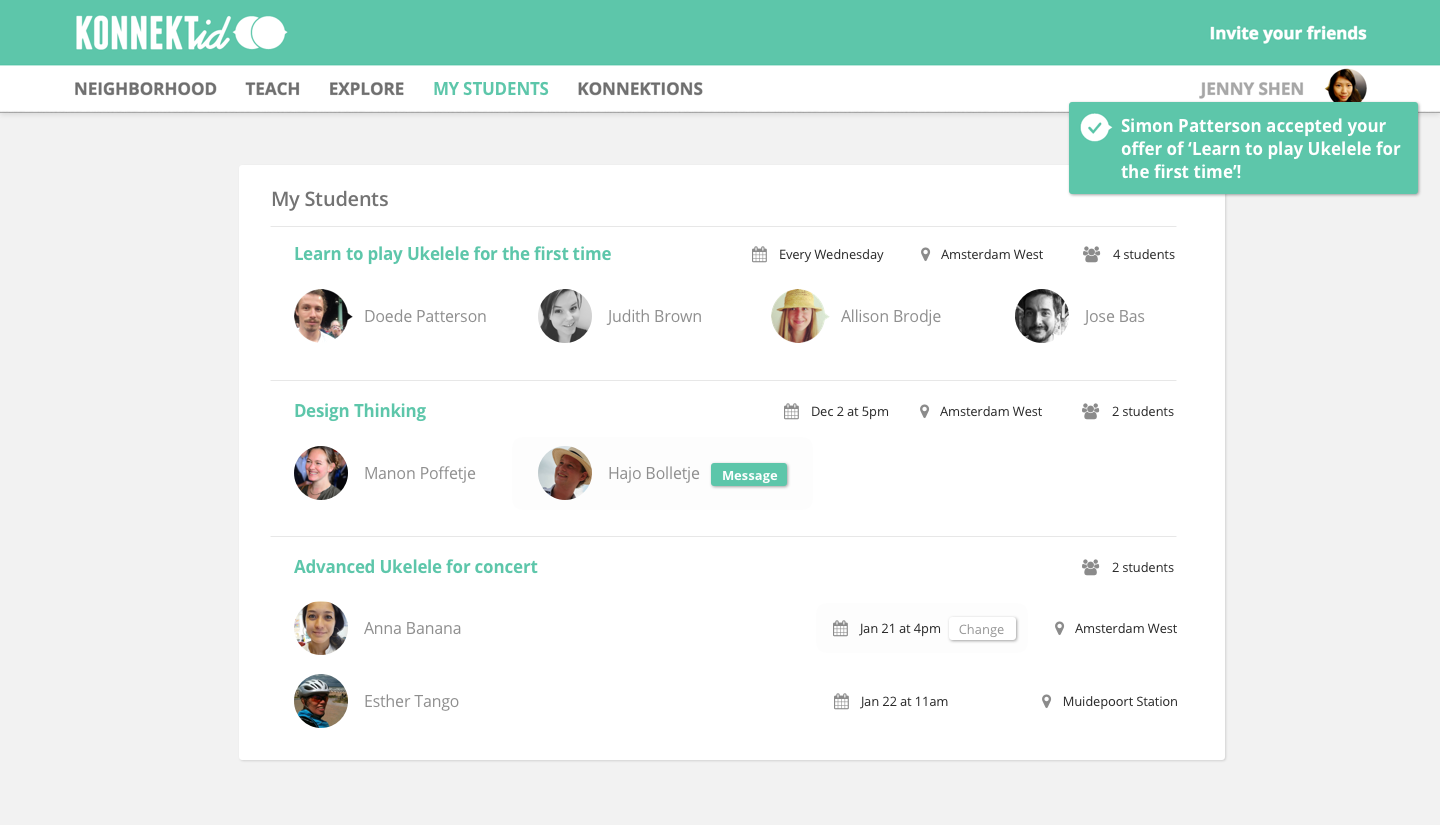 KONNEKTid
Invite your friends
NEIGHBORHOOD TEACH EXPLORE MY STUDENTS KONNEKTIONS JENNY SHEN
Simon Patterson accepted your
offer of ‘Learn to play Ukelele for
the first time’!
My Students
Learn to play Ukelele for the first time Every Wednesday Amsterdam West 4 students
Doede Patterson Judith Brown Allison Brodje Jose Bas
Design Thinking Dec 2 at 5pm Amsterdam West 2 students
Manon Poffetje Hajo Bolletje Message
Advanced Ukelele for concert 2 students
Anna Banana Jan 21 at 4pm Change Amsterdam West
Esther Tango Jan 22 at 11am Muidepoort Station